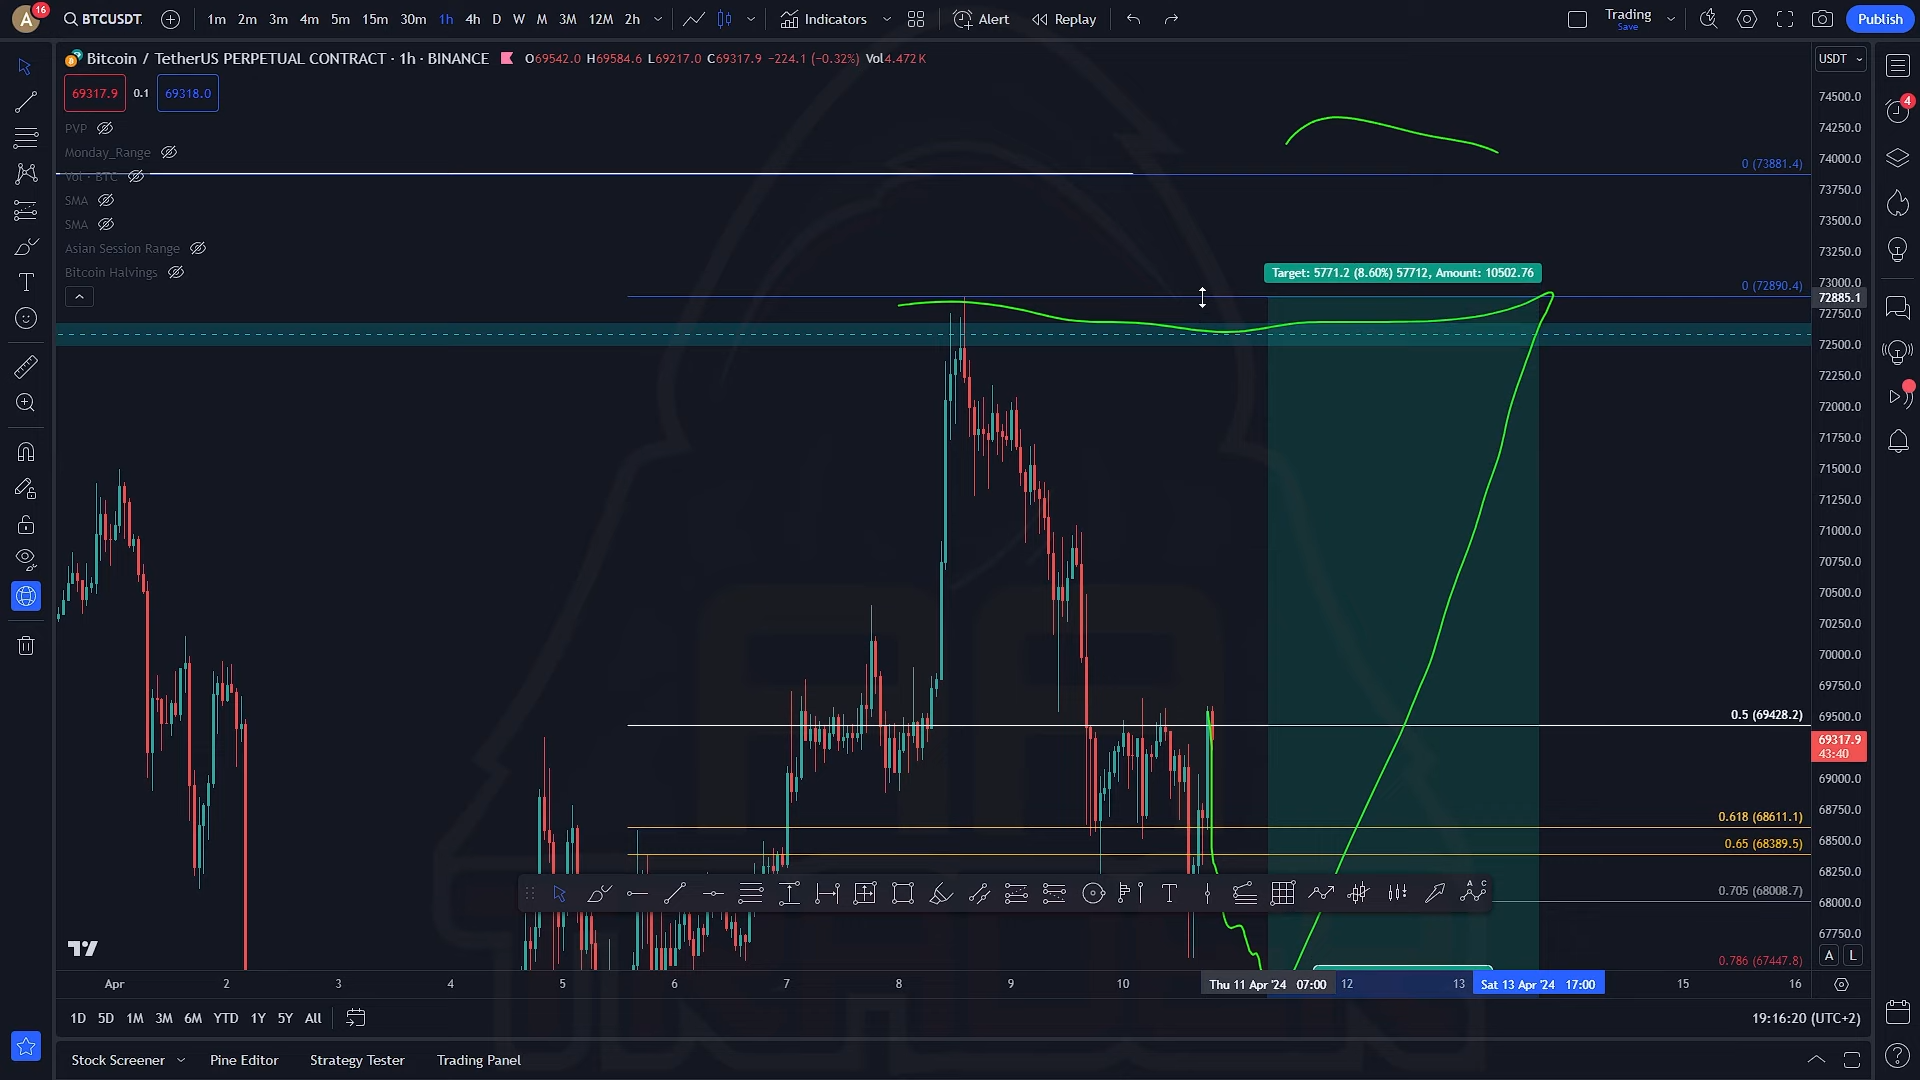 A
16
BTCUSDT.
1m 2m 3m 4m 5m 15m 30m 1h 4h D W M 3M 12M 2h
Indicators
Alert
Replay
Trading
Save
Publish
Bitcoin / TetherUS PERPETUAL CONTRACT · 1h · BINANCE
O69542.0 H69584.6 L69217.0 C69317.9 −224.1 (−0.32%) Vol4.472K
USDT
69317.9
0.1
69318.0
PVP
Monday_Range
Vol · BTC
SMA
SMA
Asian Session Range
Bitcoin Halvings
4
74500.0
74250.0
74000.0
0 (73881.4)
73750.0
73500.0
73250.0
Target: 5771.2 (8.60%) 57712, Amount: 10502.76
0 (72890.4)
73000.0
72885.1
72750.0
72500.0
72250.0
72000.0
71750.0
71500.0
71250.0
71000.0
70750.0
70500.0
70250.0
70000.0
69750.0
69500.0
0.5 (69428.2)
69317.9
43:40
69000.0
68750.0
0.618 (68611.1)
68500.0
0.65 (68389.5)
68250.0
0.705 (68008.7)
68000.0
67750.0
0.786 (67447.8)
A L
Apr 2 3 4 5 6 7 8 9 10
Thu 11 Apr '24 07:00
12
13
Sat 13 Apr '24 17:00
15
16
1D 5D 1M 3M 6M YTD 1Y 5Y All
19:16:20 (UTC+2)
Stock Screener
Pine Editor
Strategy Tester
Trading Panel